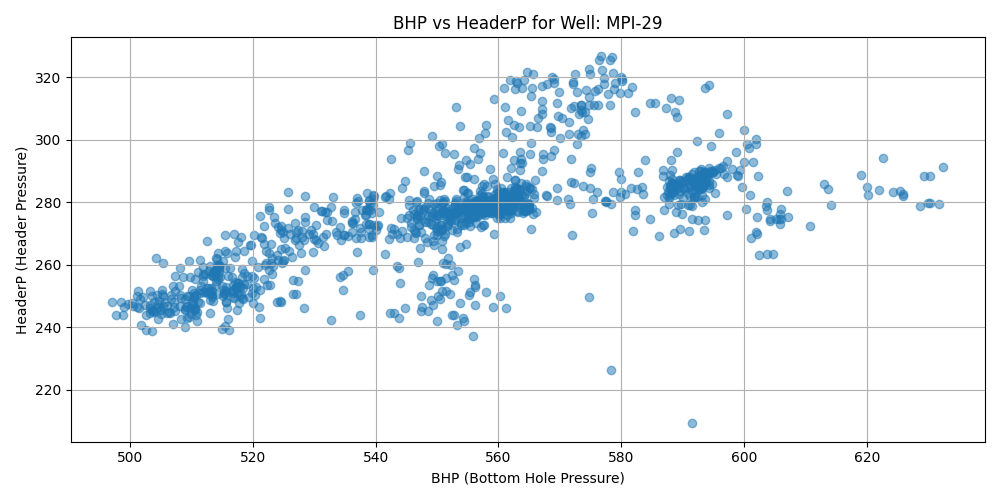 BHP vs HeaderP for Well: MPI-29
HeaderP (Header Pressure)
320
300
280
260
240
220
500 520 540 560 580 600 620
BHP (Bottom Hole Pressure)